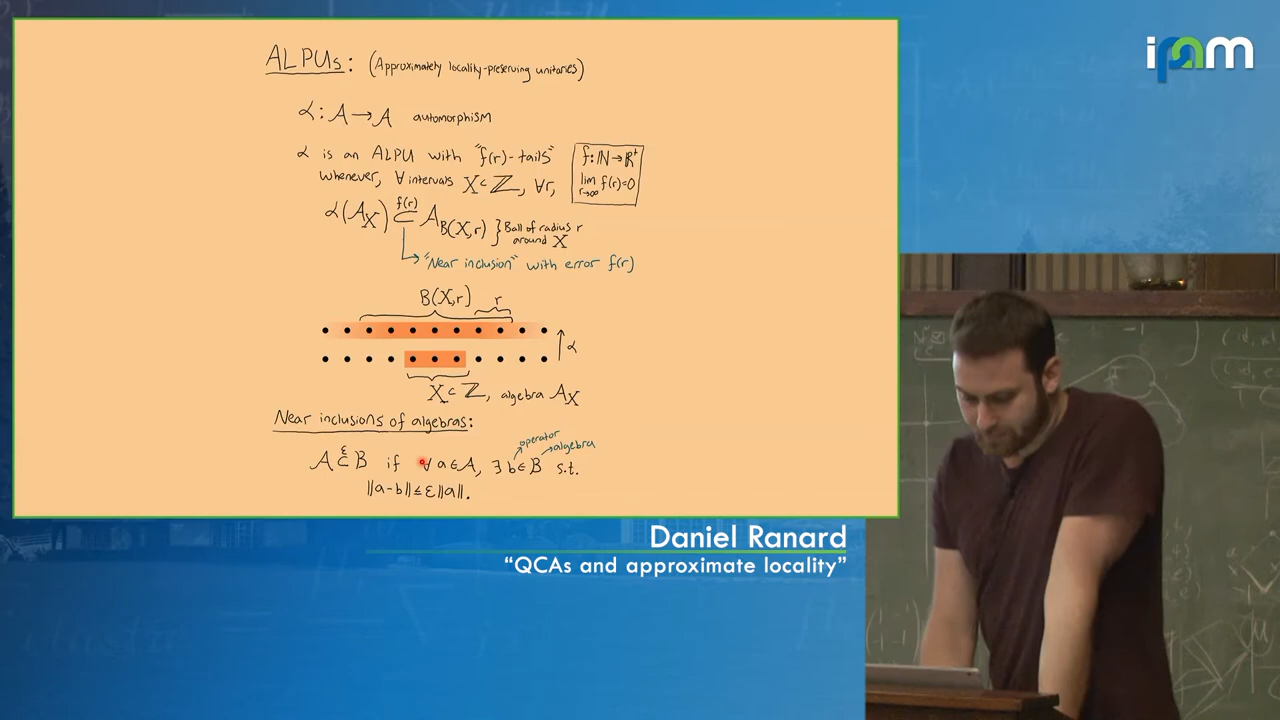 ipam
ALPUs: (Approximately locality-preserving unitaries)
α: A → A automorphism
α is an ALPU with "f(r)-tails"
whenever, ∀ intervals X ⊂ ℤ, ∀r,
f: ℕ → ℝ⁺
lim f(r)=0
r→∞
f(r)
α(A_X) ⊂ A_B(X,r) } Ball of radius r
around X
"Near inclusion" with error f(r)
B(X,r) r
α
X ⊂ ℤ, algebra A_X
Near inclusions of algebras:
operator
algebra
ε
A ⊂ B if ∀ a ∈ A, ∃ b ∈ B s.t.
||a-b|| ≤ ε||a||.
Daniel Ranard
“QCAs and approximate locality”